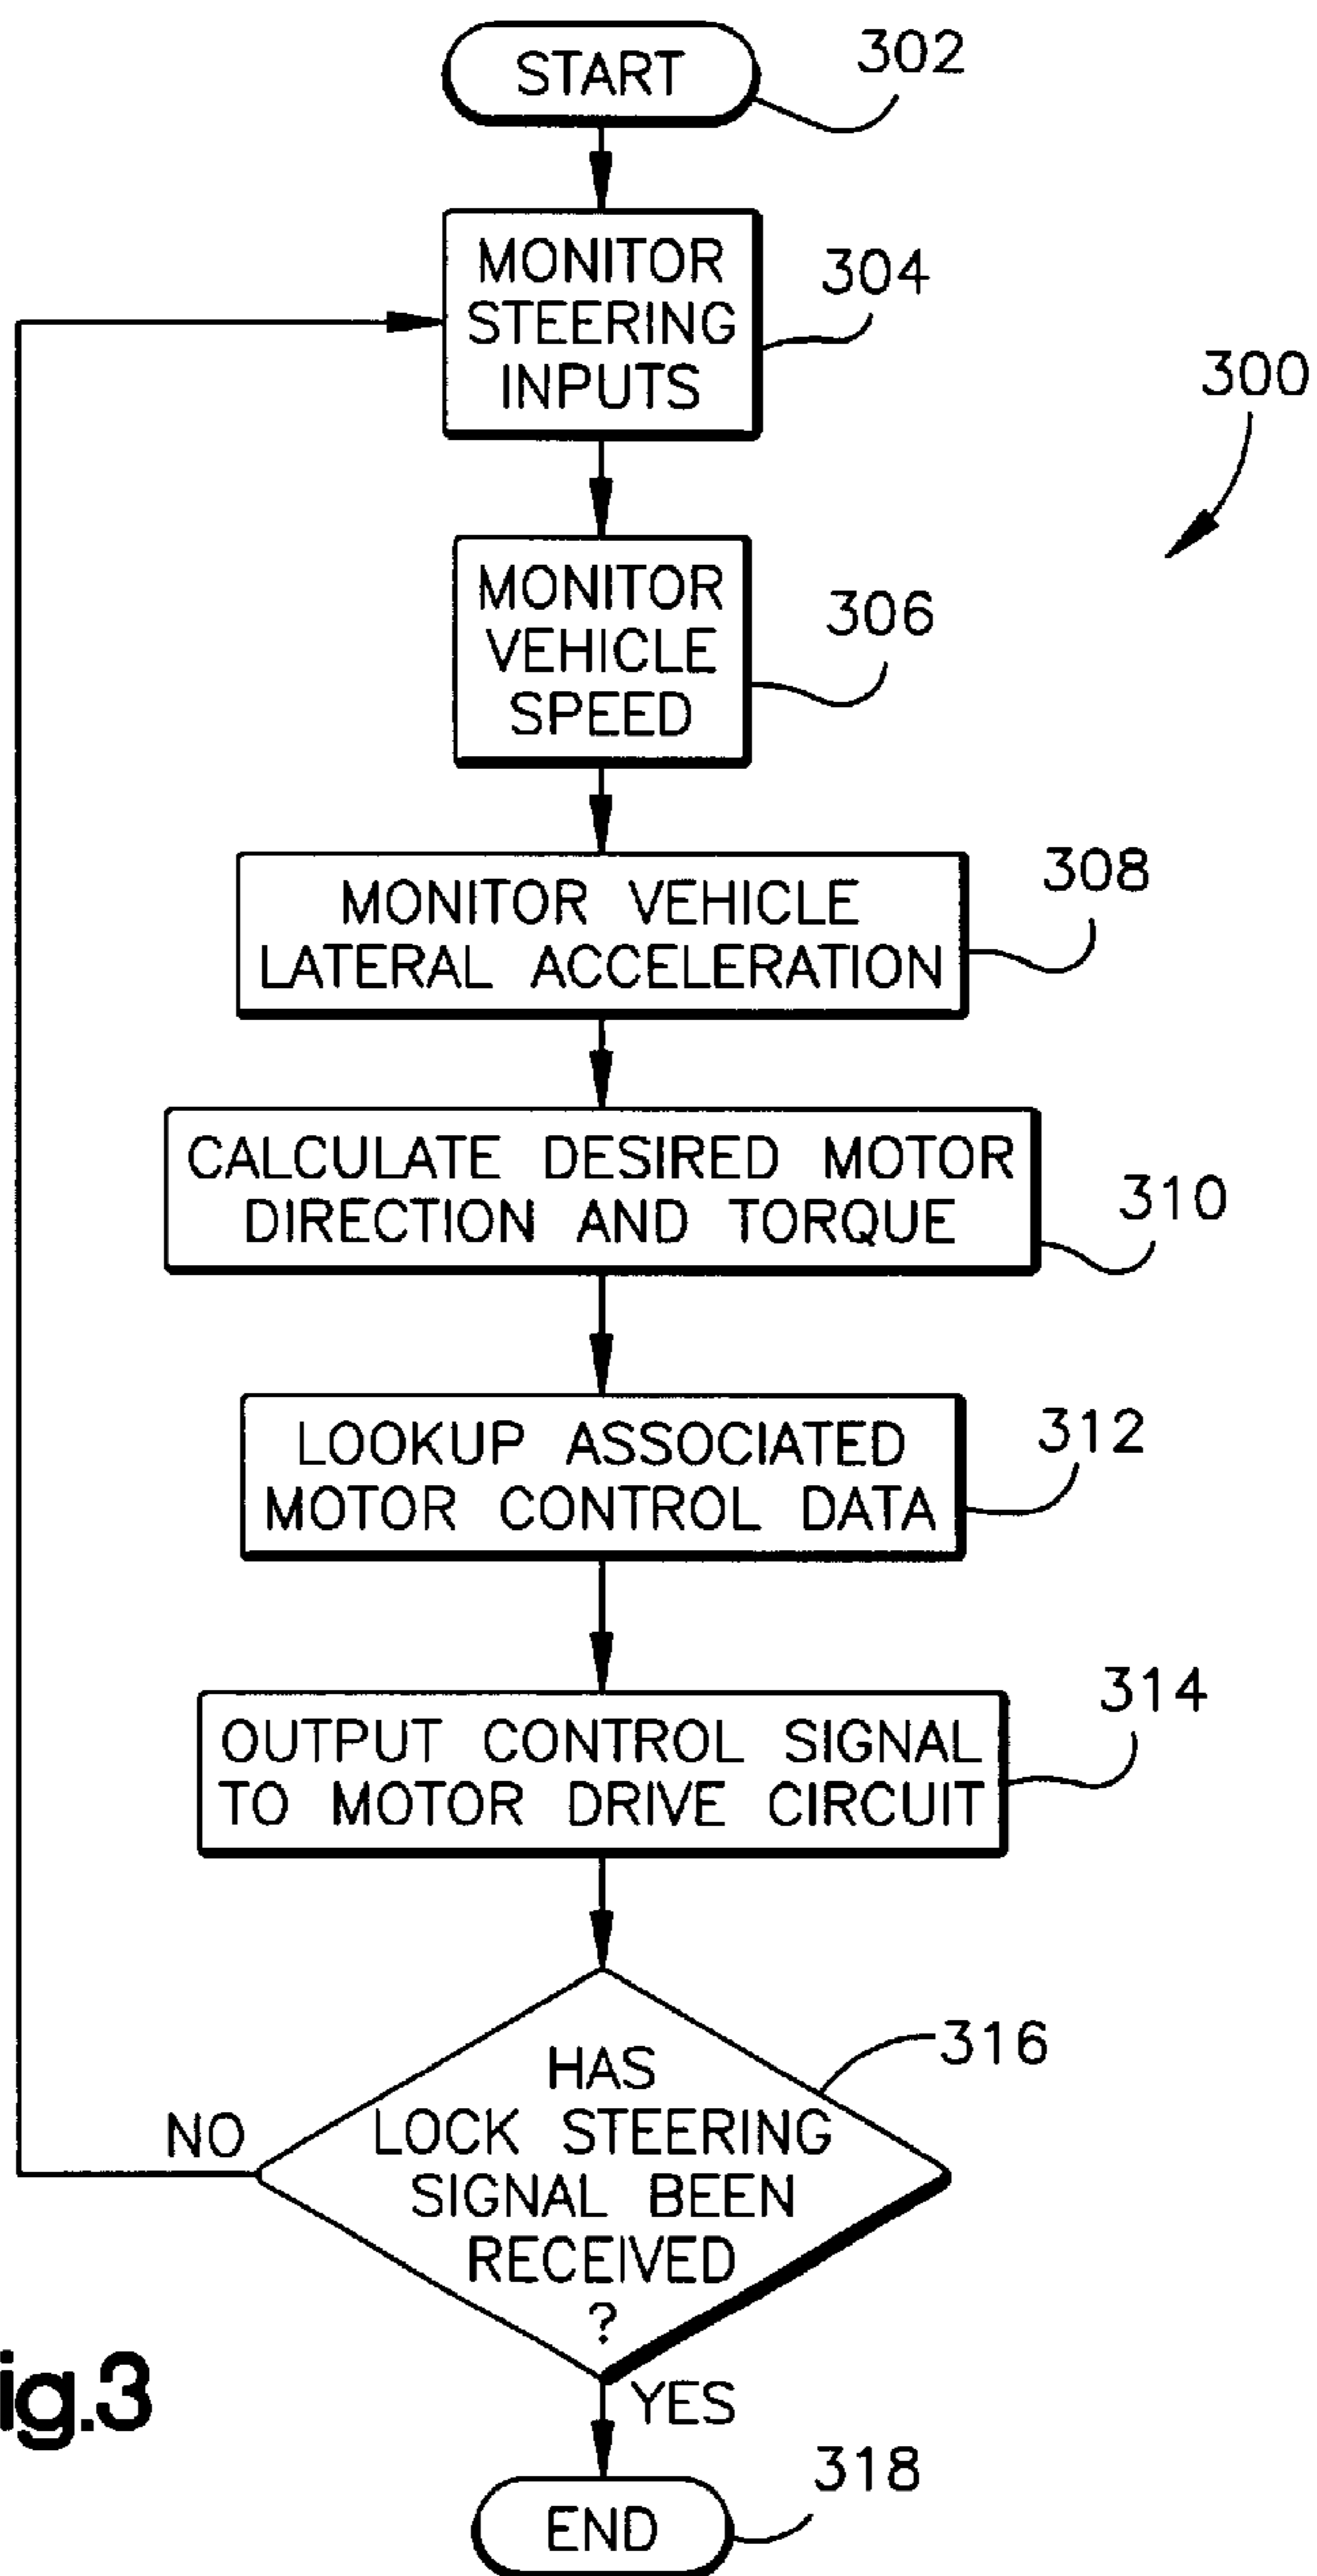 START
302
MONITOR
STEERING
INPUTS
304
300
MONITOR
VEHICLE
SPEED
306
MONITOR VEHICLE
LATERAL ACCELERATION
308
CALCULATE DESIRED MOTOR
DIRECTION AND TORQUE
310
LOOKUP ASSOCIATED
MOTOR CONTROL DATA
312
OUTPUT CONTROL SIGNAL
TO MOTOR DRIVE CIRCUIT
314
HAS
LOCK STEERING
SIGNAL BEEN
RECEIVED
?
316
NO
YES
ig.3
END
318